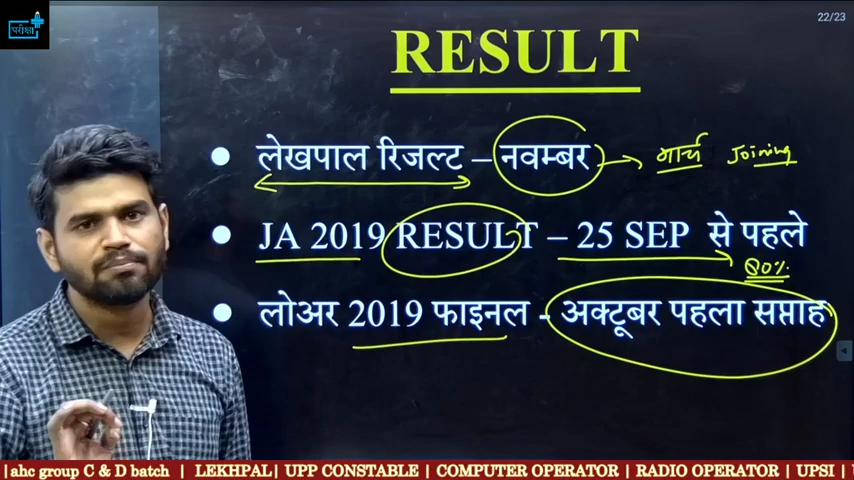 परीक्षा
22/23
RESULT
लेखपाल रिजल्ट – नवम्बर → मार्च Joining
JA 2019 RESULT – 25 SEP से पहले
80%
लोअर 2019 फाइनल - अक्टूबर पहला सप्ताह
|ahc group C & D batch | LEKHPAL| UPP CONSTABLE | COMPUTER OPERATOR | RADIO OPERATOR | UPSI |